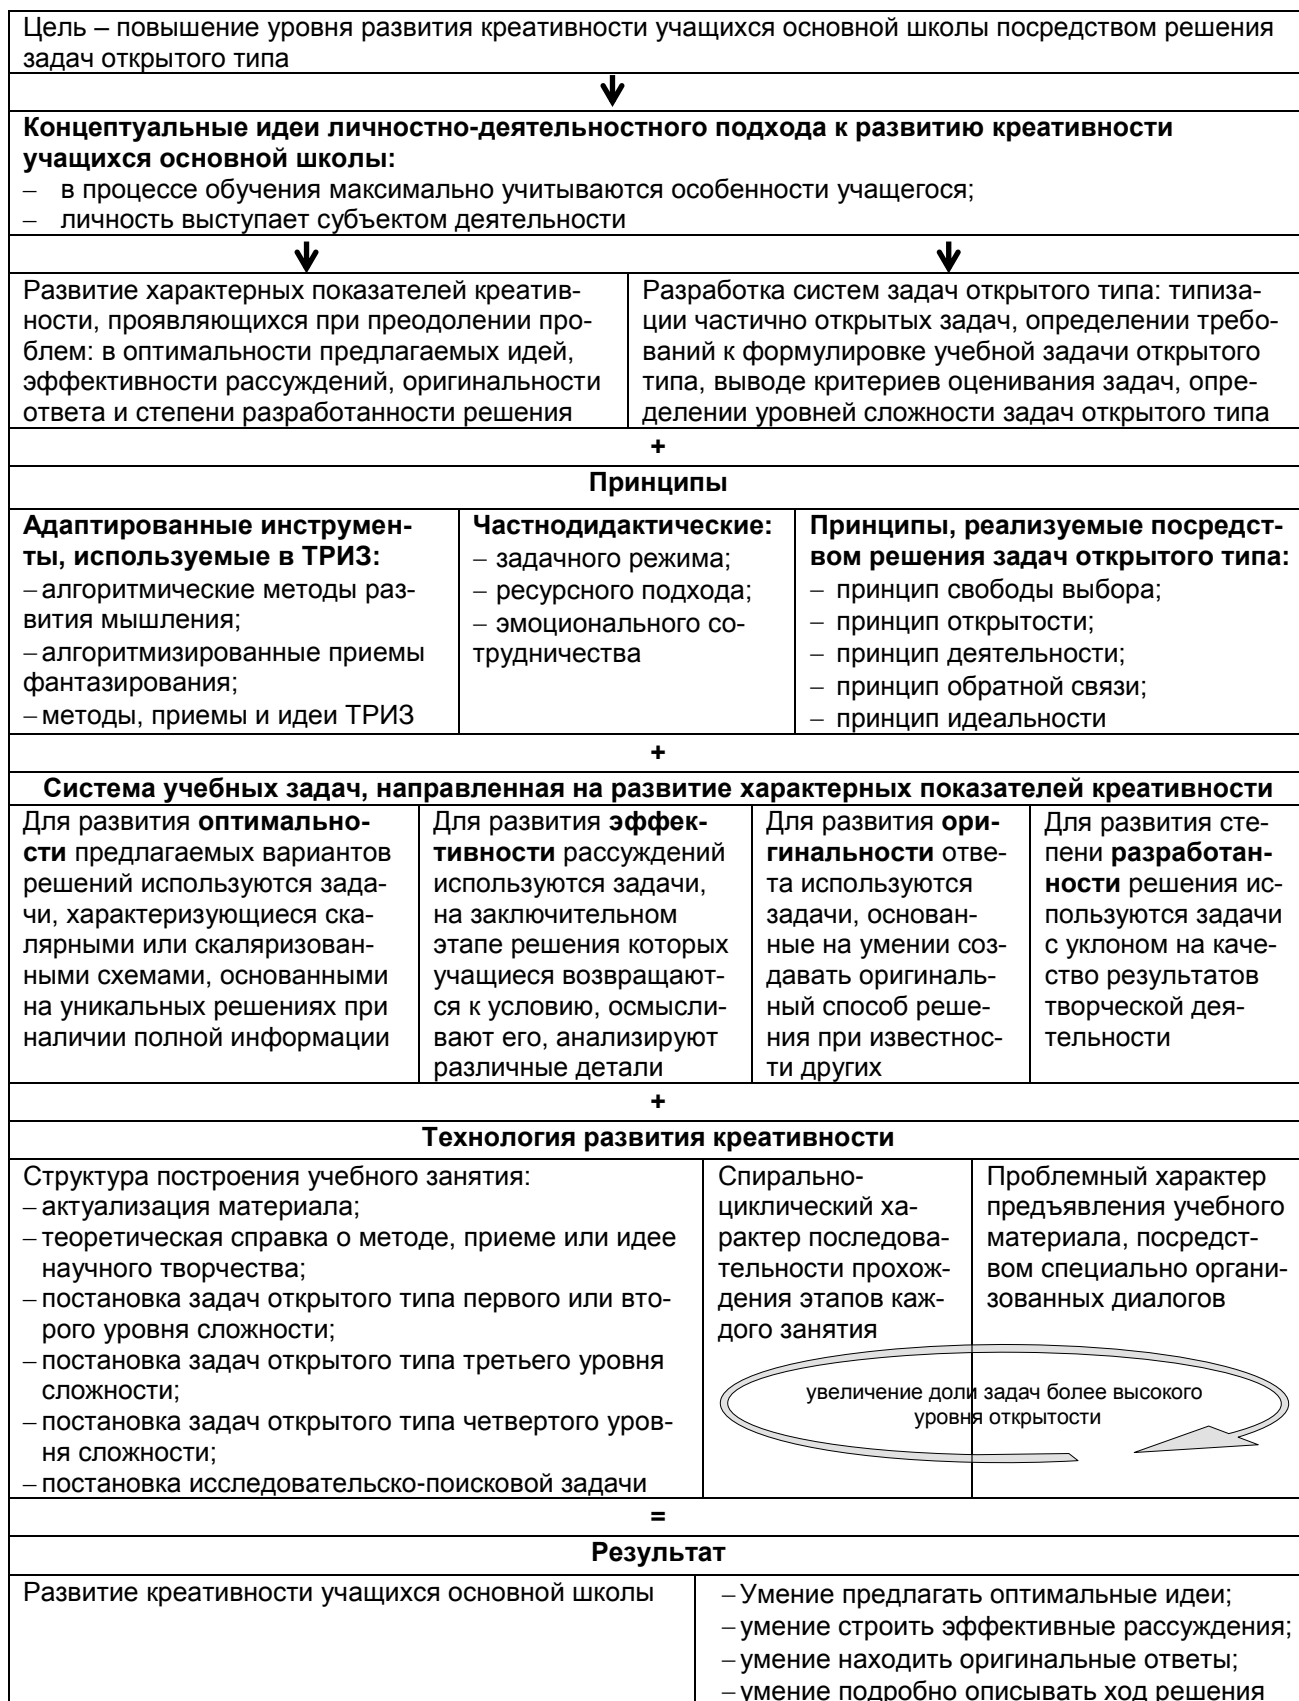 Цель – повышение уровня развития креативности учащихся основной школы посредством решения
задач открытого типа
Концептуальные идеи личностно-деятельностного подхода к развитию креативности
учащихся основной школы:
– в процессе обучения максимально учитываются особенности учащегося;
– личность выступает субъектом деятельности
Развитие характерных показателей креатив-
ности, проявляющихся при преодолении про-
блем: в оптимальности предлагаемых идей,
эффективности рассуждений, оригинальности
ответа и степени разработанности решения
Разработка систем задач открытого типа: типиза-
ции частично открытых задач, определении требо-
ваний к формулировке учебной задачи открытого
типа, выводе критериев оценивания задач, опре-
делении уровней сложности задач открытого типа
+
Принципы
Адаптированные инструмен-
ты, используемые в ТРИЗ:
– алгоритмические методы раз-
вития мышления;
– алгоритмизированные приемы
фантазирования;
– методы, приемы и идеи ТРИЗ
Частнодидактические:
– задачного режима;
– ресурсного подхода;
– эмоционального со-
трудничества
Принципы, реализуемые посредст-
вом решения задач открытого типа:
– принцип свободы выбора;
– принцип открытости;
– принцип деятельности;
– принцип обратной связи;
– принцип идеальности
+
Система учебных задач, направленная на развитие характерных показателей креативности
Для развития оптимально-
сти предлагаемых вариантов
решений используются зада-
чи, характеризующиеся ска-
лярными или скаляризован-
ными схемами, основанными
на уникальных решениях при
наличии полной информации
Для развития эффек-
тивности рассуждений
используются задачи,
на заключительном
этапе решения которых
учащиеся возвращают-
ся к условию, осмысли-
вают его, анализируют
различные детали
Для развития ори-
гинальности отве-
та используются
задачи, основан-
ные на умении соз-
давать оригиналь-
ный способ реше-
ния при известнос-
ти других
Для развития сте-
пени разработан-
ности решения ис-
пользуются задачи
с уклоном на каче-
ство результатов
творческой дея-
тельности
+
Технология развития креативности
Структура построения учебного занятия:
– актуализация материала;
– теоретическая справка о методе, приеме или идее
научного творчества;
– постановка задач открытого типа первого или вто-
рого уровня сложности;
– постановка задач открытого типа третьего уровня
сложности;
– постановка задач открытого типа четвертого уров-
ня сложности;
– постановка исследовательско-поисковой задачи
Спирально-
циклический ха-
рактер последова-
тельности прохож-
дения этапов каж-
дого занятия
Проблемный характер
предъявления учебного
материала, посредст-
вом специально органи-
зованных диалогов
увеличение доли задач более высокого
уровня открытости
=
Результат
Развитие креативности учащихся основной школы
– Умение предлагать оптимальные идеи;
– умение строить эффективные рассуждения;
– умение находить оригинальные ответы;
– умение подробно описывать ход решения